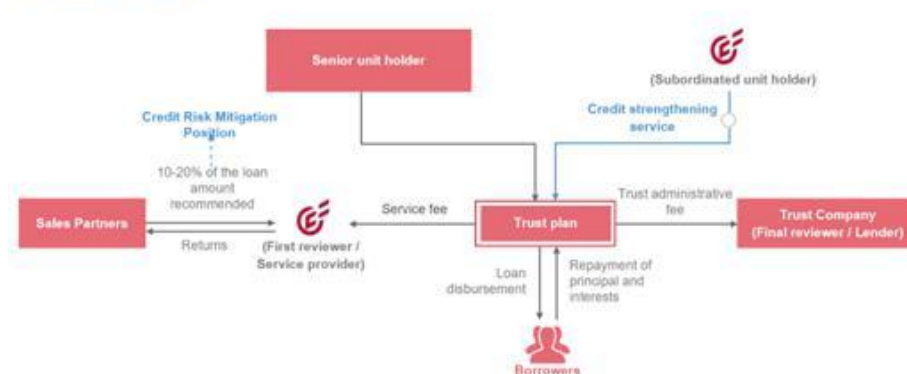 Senior unit holder
(Subordinated unit holder)
Credit Risk Mitigation
Position
Credit strengthening
service
10-20% of the loan
amount
recommended
Sales Partners
Returns
(First reviewer /
Service provider)
Service fee
Trust plan
Trust administrative
fee
Trust Company
(Final reviewer / Lender)
Loan
disbursement
Repayment of
principal and
interests
Borrowers